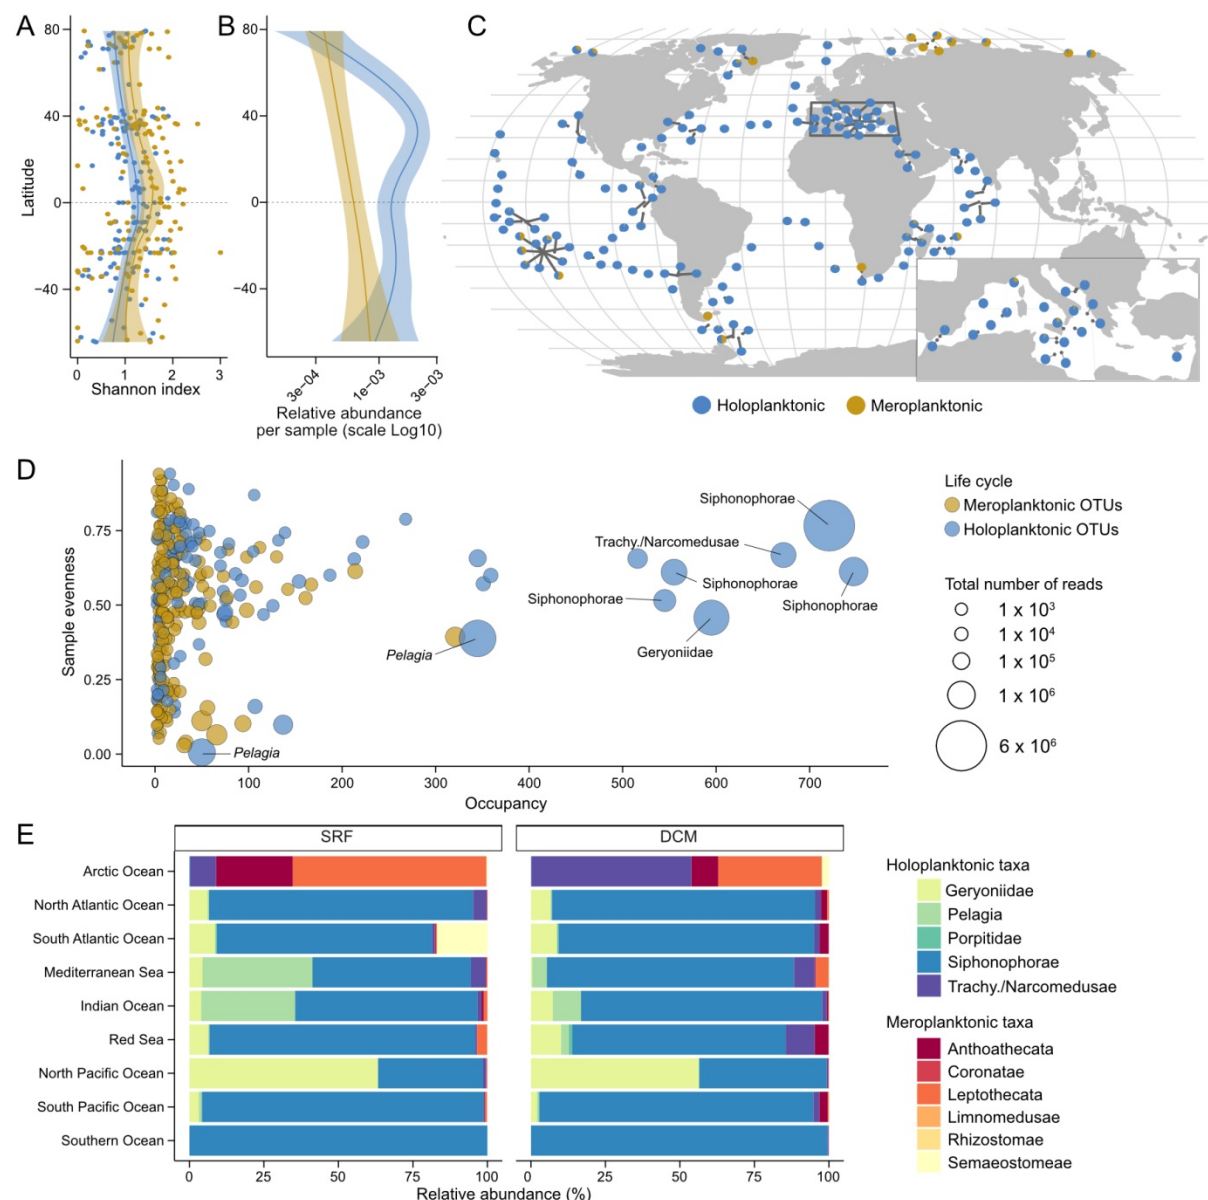 A
B
C
80
40
0
−40
Latitude
0
1
2
3
Shannon index
80
40
0
−40
3e−04
1e−03
3e−03
Relative abundance
per sample (scale Log10)
Holoplanktonic
Meroplanktonic
D
0.75
0.50
0.25
0.00
Sample evenness
Siphonophorae
Trachy./Narcomedusae
Siphonophorae
Siphonophorae
Siphonophorae
Geryoniidae
Pelagia
Pelagia
0
100
200
300
400
500
600
700
Occupancy
Life cycle
Meroplanktonic OTUs
Holoplanktonic OTUs
Total number of reads
1 x 10³
1 x 10⁴
1 x 10⁵
1 x 10⁶
6 x 10⁶
E
SRF
DCM
Arctic Ocean
North Atlantic Ocean
South Atlantic Ocean
Mediterranean Sea
Indian Ocean
Red Sea
North Pacific Ocean
South Pacific Ocean
Southern Ocean
0
25
50
75
100
0
25
50
75
100
Relative abundance (%)
Holoplanktonic taxa
Geryoniidae
Pelagia
Porpitidae
Siphonophorae
Trachy./Narcomedusae
Meroplanktonic taxa
Anthoathecata
Coronatae
Leptothecata
Limnomedusae
Rhizostomae
Semaeostomeae